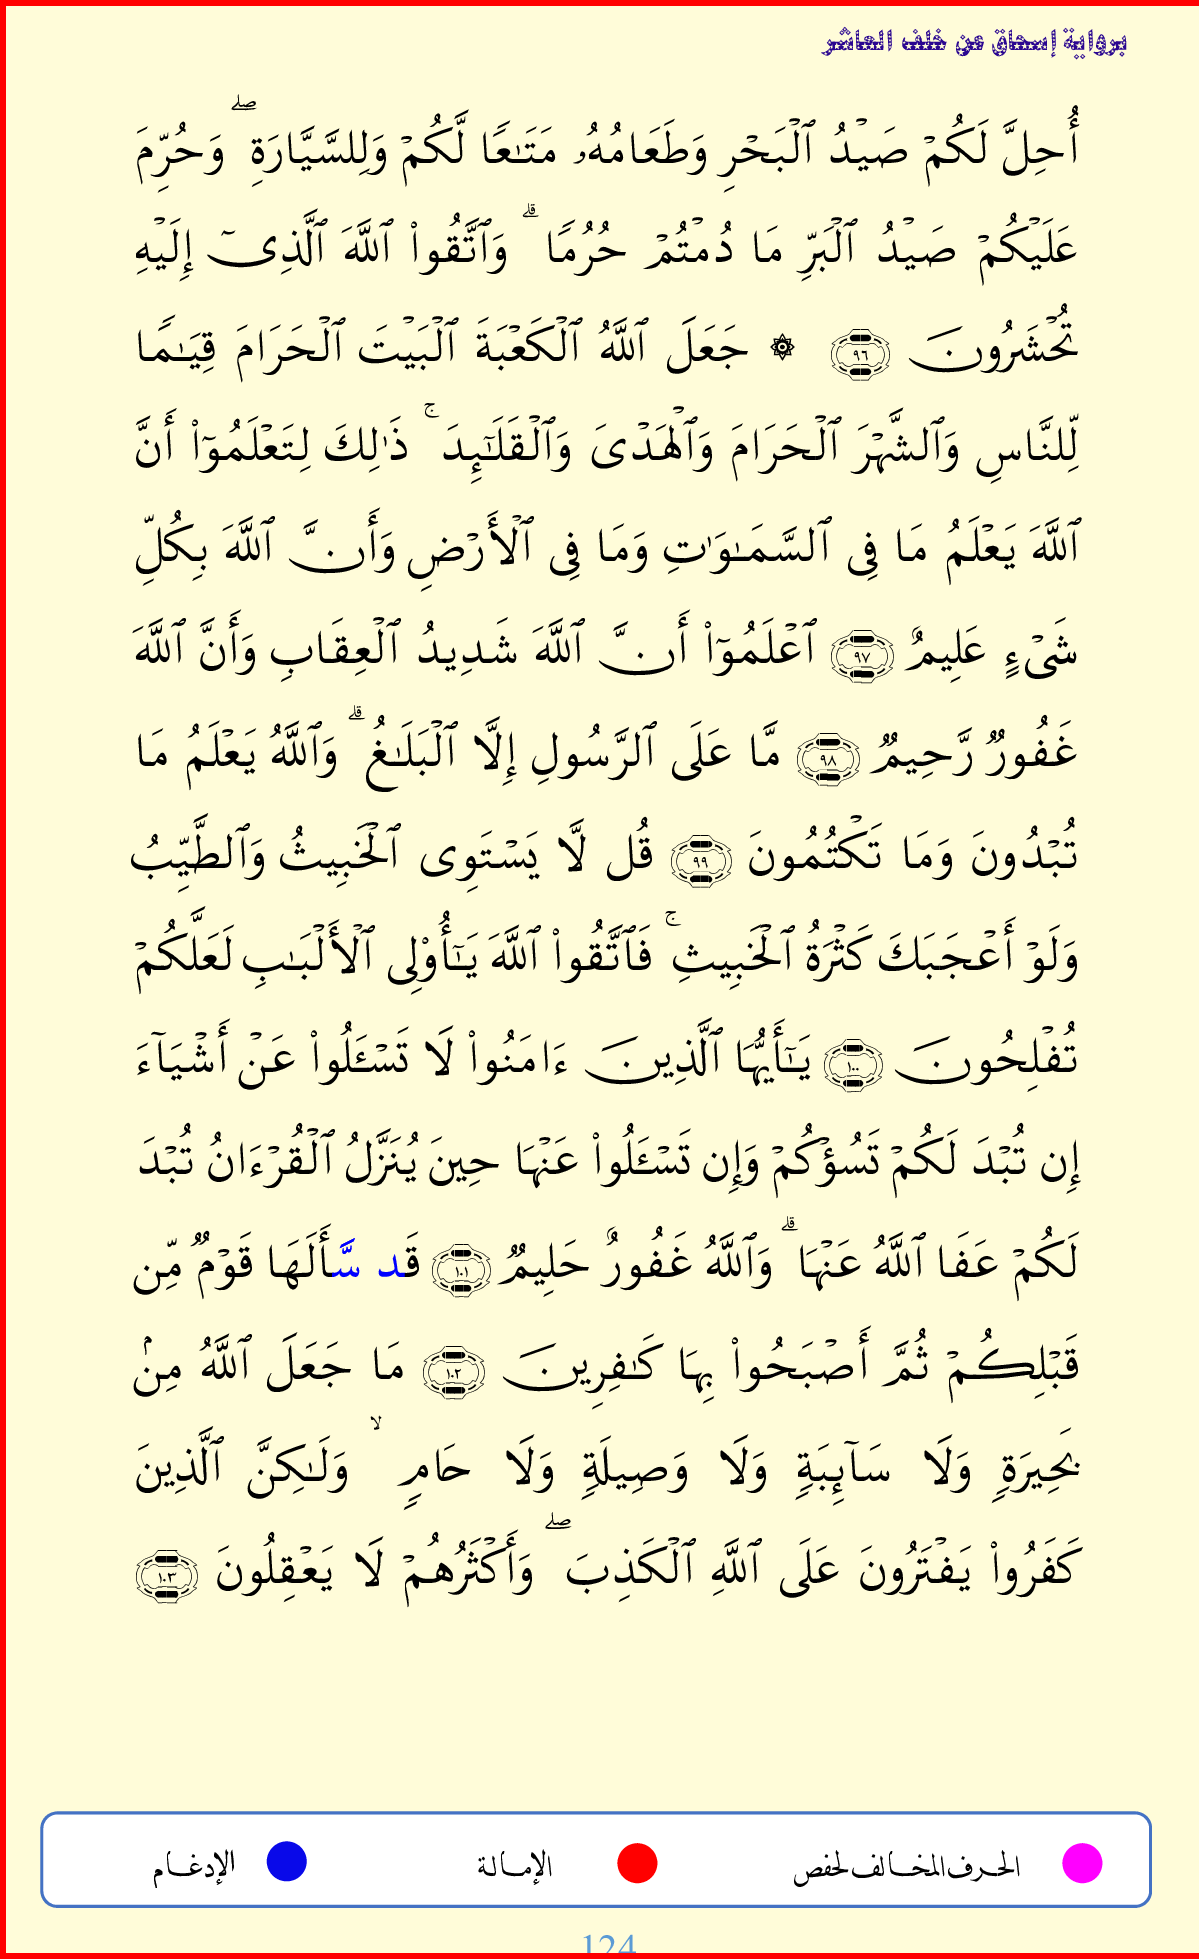 برواية إسحاق عن خلف العاشر
أُحِلَّ لَكُمۡ صَيۡدُ ٱلۡبَحۡرِ وَطَعَامُهُۥ مَتَٰعٗا لَّكُمۡ وَلِلسَّيَّارَةِۖ وَحُرِّمَ
عَلَيۡكُمۡ صَيۡدُ ٱلۡبَرِّ مَا دُمۡتُمۡ حُرُمٗاۗ وَٱتَّقُواْ ٱللَّهَ ٱلَّذِيٓ إِلَيۡهِ
تُحۡشَرُونَ ٩٦ ۞ جَعَلَ ٱللَّهُ ٱلۡكَعۡبَةَ ٱلۡبَيۡتَ ٱلۡحَرَامَ قِيَٰمٗا
لِّلنَّاسِ وَٱلشَّهۡرَ ٱلۡحَرَامَ وَٱلۡهَدۡيَ وَٱلۡقَلَٰٓئِدَۚ ذَٰلِكَ لِتَعۡلَمُوٓاْ أَنَّ
ٱللَّهَ يَعۡلَمُ مَا فِي ٱلسَّمَٰوَٰتِ وَمَا فِي ٱلۡأَرۡضِ وَأَنَّ ٱللَّهَ بِكُلِّ
شَيۡءٍ عَلِيمٌ ٩٧ ٱعۡلَمُوٓاْ أَنَّ ٱللَّهَ شَدِيدُ ٱلۡعِقَابِ وَأَنَّ ٱللَّهَ
غَفُورٞ رَّحِيمٞ ٩٨ مَّا عَلَى ٱلرَّسُولِ إِلَّا ٱلۡبَلَٰغُۗ وَٱللَّهُ يَعۡلَمُ مَا
تُبۡدُونَ وَمَا تَكۡتُمُونَ ٩٩ قُل لَّا يَسۡتَوِي ٱلۡخَبِيثُ وَٱلطَّيِّبُ
وَلَوۡ أَعۡجَبَكَ كَثۡرَةُ ٱلۡخَبِيثِۚ فَٱتَّقُواْ ٱللَّهَ يَٰٓأُوْلِي ٱلۡأَلۡبَٰبِ لَعَلَّكُمۡ
تُفۡلِحُونَ ١٠٠ يَٰٓأَيُّهَا ٱلَّذِينَ ءَامَنُواْ لَا تَسۡـَٔلُواْ عَنۡ أَشۡيَآءَ
إِن تُبۡدَ لَكُمۡ تَسُؤۡكُمۡ وَإِن تَسۡـَٔلُواْ عَنۡهَا حِينَ يُنَزَّلُ ٱلۡقُرۡءَانُ تُبۡدَ
لَكُمۡ عَفَا ٱللَّهُ عَنۡهَاۗ وَٱللَّهُ غَفُورٌ حَلِيمٞ ١٠١ قَد سَّأَلَهَا قَوۡمٞ مِّن
قَبۡلِكُمۡ ثُمَّ أَصۡبَحُواْ بِهَا كَٰفِرِينَ ١٠٢ مَا جَعَلَ ٱللَّهُ مِنۢ
بَحِيرَةٖ وَلَا سَآئِبَةٖ وَلَا وَصِيلَةٖ وَلَا حَامٖۙ وَلَٰكِنَّ ٱلَّذِينَ
كَفَرُواْ يَفۡتَرُونَ عَلَى ٱللَّهِ ٱلۡكَذِبَۖ وَأَكۡثَرُهُمۡ لَا يَعۡقِلُونَ ١٠٣
الحرف المخالف لحفص الإمالة الإدغام
124